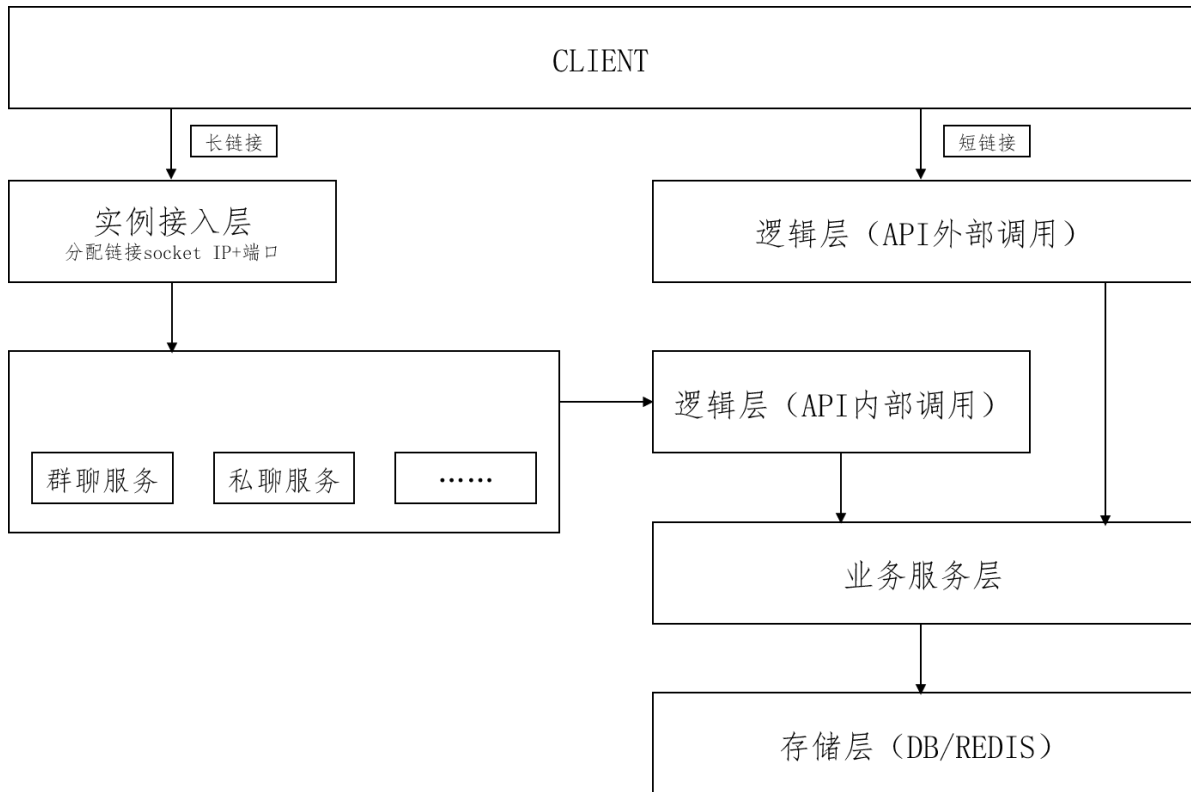 CLIENT
长链接
短链接
实例接入层
分配链接socket IP+端口
逻辑层（API外部调用）
逻辑层（API内部调用）
群聊服务
私聊服务
……
业务服务层
存储层（DB/REDIS）